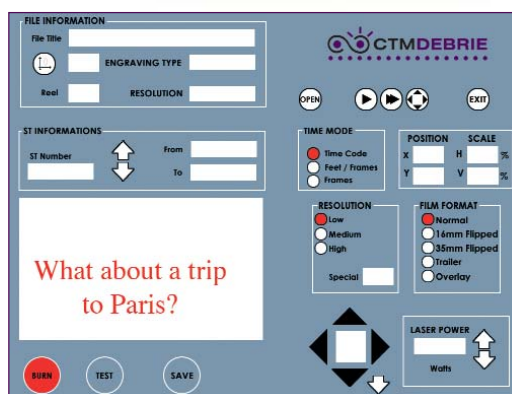 FILE INFORMATION
File Title
ENGRAVING TYPE
Reel
RESOLUTION
CTMDEBRIE
OPEN
EXIT
ST INFORMATIONS
ST Number
From
To
TIME MODE
Time Code
Feet / Frames
Frames
POSITION SCALE
X H %
Y V %
What about a trip
to Paris?
RESOLUTION
Low
Medium
High
Special
FILM FORMAT
Normal
16mm Flipped
35mm Flipped
Trailer
Overlay
LASER POWER
Watts
BURN
TEST
SAVE